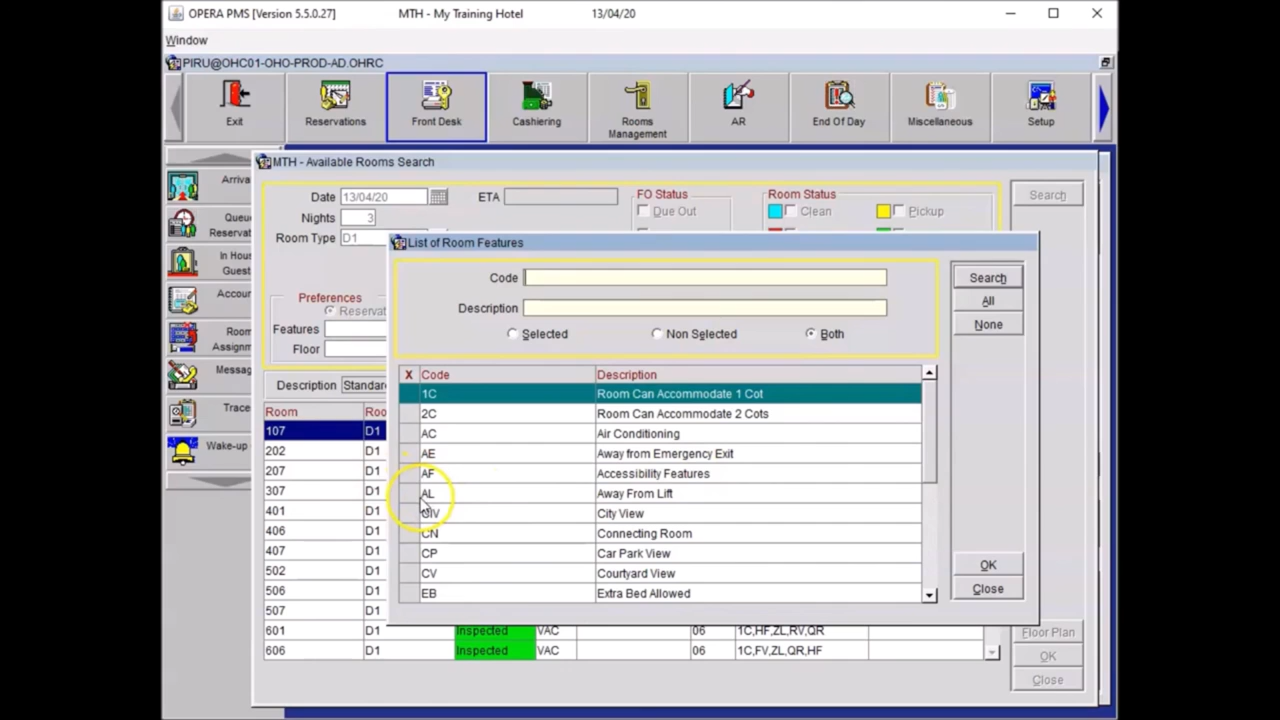 OPERA PMS [Version 5.5.0.27] MTH - My Training Hotel 13/04/20
Window
PIRU@OHC01-OHO-PROD-AD.OHRC
Exit Reservations Front Desk Cashiering Rooms Management AR End Of Day Miscellaneous Setup
MTH - Available Rooms Search
Arriva
Queu
Reservat
In Hous
Guest
Accour
Room
Assignm
Messag
Trace
Wake-up
Date 13/04/20 ETA FO Status Room Status Search
Nights 3 Due Out Clean Pickup
Room Type D1
Preferences
Reservat
Features
Floor
Description Standard
Room Roo
107 D1
202 D1
207 D1
307 D1
401 D1
406 D1
407 D1
502 D1
506 D1
507 D1
601 D1 Inspected VAC 06 1C,HF,ZL,RV,QR
606 D1 Inspected VAC 06 1C,FV,ZL,QR,HF
Floor Plan
OK
Close
List of Room Features
Code Search
Description All
Selected Non Selected Both None
X Code Description
1C Room Can Accommodate 1 Cot
2C Room Can Accommodate 2 Cots
AC Air Conditioning
AE Away from Emergency Exit
AF Accessibility Features
AL Away From Lift
CIV City View
CN Connecting Room
CP Car Park View
CV Courtyard View
EB Extra Bed Allowed
OK
Close